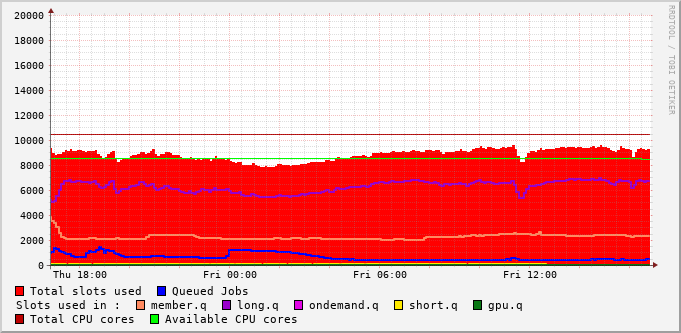 20000
18000
16000
14000
12000
10000
8000
6000
4000
2000
0
Thu 18:00 Fri 00:00 Fri 06:00 Fri 12:00
RRDTOOL / TOBI OETIKER
Total slots used Queued Jobs
Slots used in : member.q long.q ondemand.q short.q gpu.q
Total CPU cores Available CPU cores